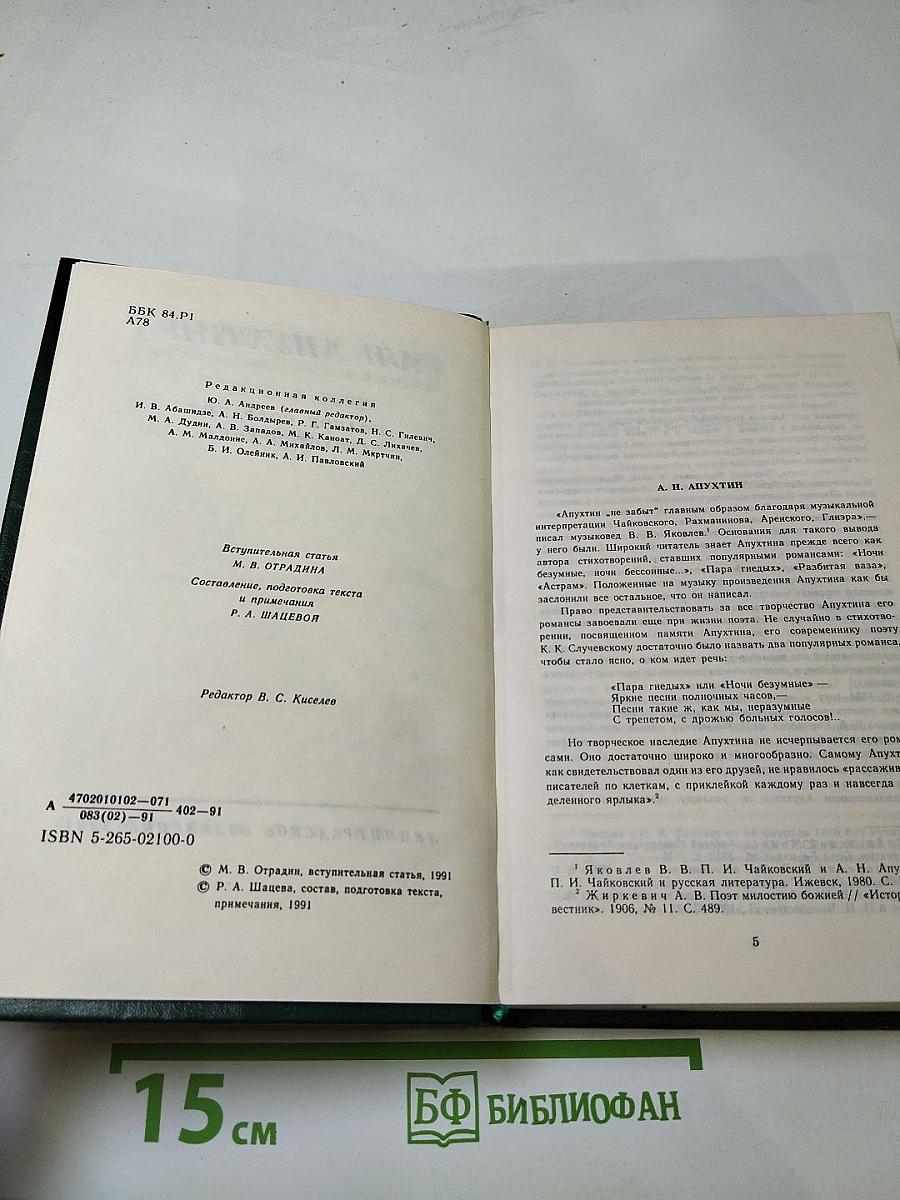 ББК 84.Р1
А78
Редакционная коллегия
Ю. А. Андреев (главный редактор),
И. В. Абашидзе, А. Н. Болдырев, Р. Г. Гамзатов, Н. С. Гилевич,
М. А. Дудин, А. В. Западов, М. К. Каноат, Д. С. Лихачев,
А. М. Малдонис, А. А. Михайлов, Л. М. Мкртчян,
Б. И. Олейник, А. И. Павловский
Вступительная статья
М. В. ОТРАДИНА
Составление, подготовка текста
и примечания
Р. А. ШАЦЕВОЙ
Редактор В. С. Киселев
А 4702010102—071
083(02)—91
402—91
ISBN 5-265-02100-0
© М. В. Отрадин, вступительная статья, 1991
© Р. А. Шацева, состав, подготовка текста,
примечания, 1991
А. Н. АПУХТИН
«Апухтин „не забыт“ главным образом благодаря музыкальной
интерпретации Чайковского, Рахманинова, Аренского, Глиэра»,—
писал музыковед В. В. Яковлев.¹ Основания для такого вывода
у него были. Широкий читатель знает Апухтина прежде всего как
автора стихотворений, ставших популярными романсами: «Ночи
безумные, ночи бессонные...», «Пара гнедых», «Разбитая ваза»,
«Астрам». Положенные на музыку произведения Апухтина как бы
заслонили все остальное, что он написал.
Право представительствовать за все творчество Апухтина его
романсы завоевали еще при жизни поэта. Не случайно в стихотво-
рении, посвященном памяти Апухтина, его современнику поэту
К. К. Случевскому достаточно было назвать два популярных романса,
чтобы стало ясно, о ком идет речь:
«Пара гнедых» или «Ночи безумные» —
Яркие песни полночных часов,—
Песни такие ж, как мы, неразумные
С трепетом, с дрожью больных голосов!..
Но творческое наследие Апухтина не исчерпывается его ром
сами. Оно достаточно широко и многообразно. Самому Апухт
как свидетельствовал один из его друзей, не нравилось «рассажив
писателей по клеткам, с приклейкой каждому раз и навсегда
деленного ярлыка».²
¹ Яковлев В. В. П. И. Чайковский и А. Н. Апу
П. И. Чайковский и русская литература. Ижевск, 1980. С.
² Жиркевич А. В. Поэт милостию божией // «Истор
вестник». 1906, № 11. С. 489.
5
15 см
БФ БИБЛИОФАН